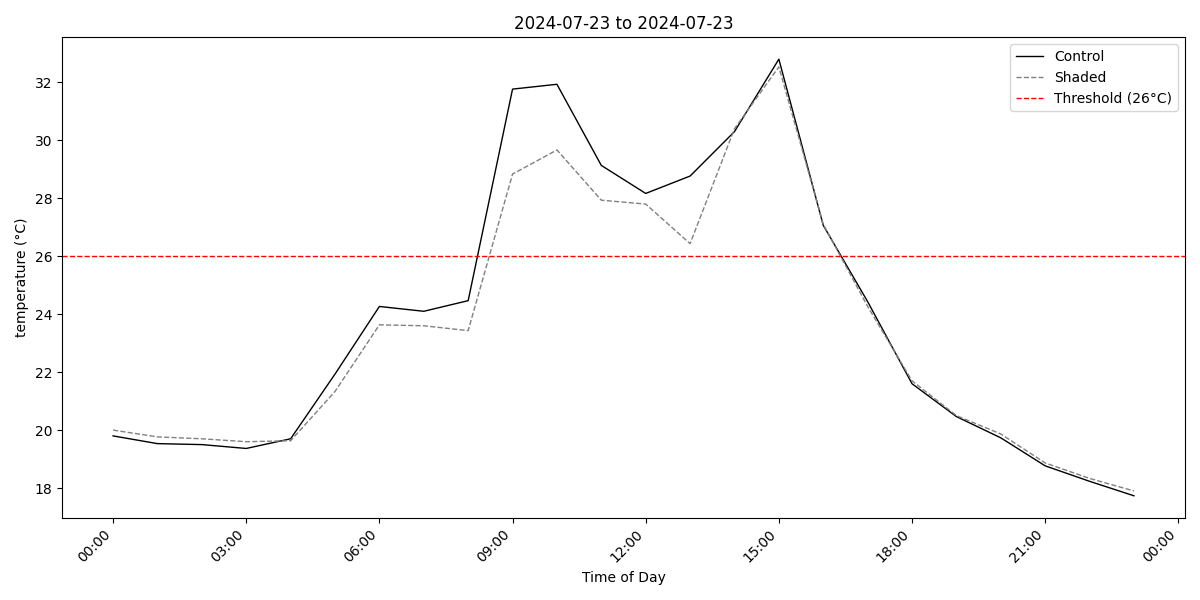 2024-07-23 to 2024-07-23
Control
Shaded
Threshold (26°C)
temperature (°C)
32
30
28
26
24
22
20
18
00:00
03:00
06:00
09:00
12:00
15:00
18:00
21:00
00:00
Time of Day